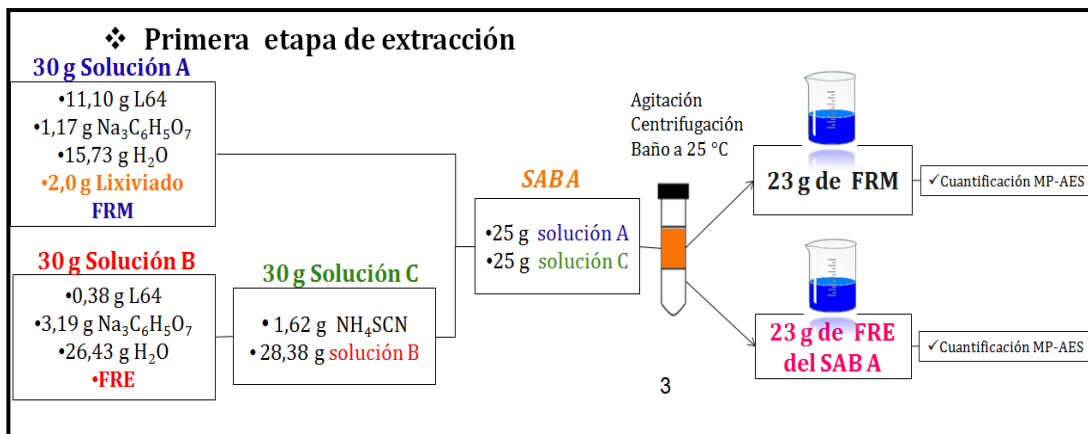 ❖ Primera etapa de extracción
30 g Solución A
•11,10 g L64
•1,17 g Na₃C₆H₅O₇
•15,73 g H₂O
•2,0 g Lixiviado
FRM
30 g Solución B
•0,38 g L64
•3,19 g Na₃C₆H₅O₇
•26,43 g H₂O
•FRE
30 g Solución C
• 1,62 g NH₄SCN
•28,38 g solución B
SAB A
•25 g solución A
•25 g solución C
Agitación
Centrifugación
Baño a 25 °C
3
23 g de FRM
✓Cuantificación MP-AES
23 g de FRE
del SAB A
✓Cuantificación MP-AES